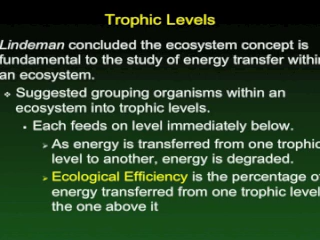 Trophic Levels
Lindeman concluded the ecosystem concept is
fundamental to the study of energy transfer within
an ecosystem.
Suggested grouping organisms within an
ecosystem into trophic levels.
Each feeds on level immediately below.
As energy is transferred from one trophic
level to another, energy is degraded.
Ecological Efficiency is the percentage of
energy transferred from one trophic level
the one above it